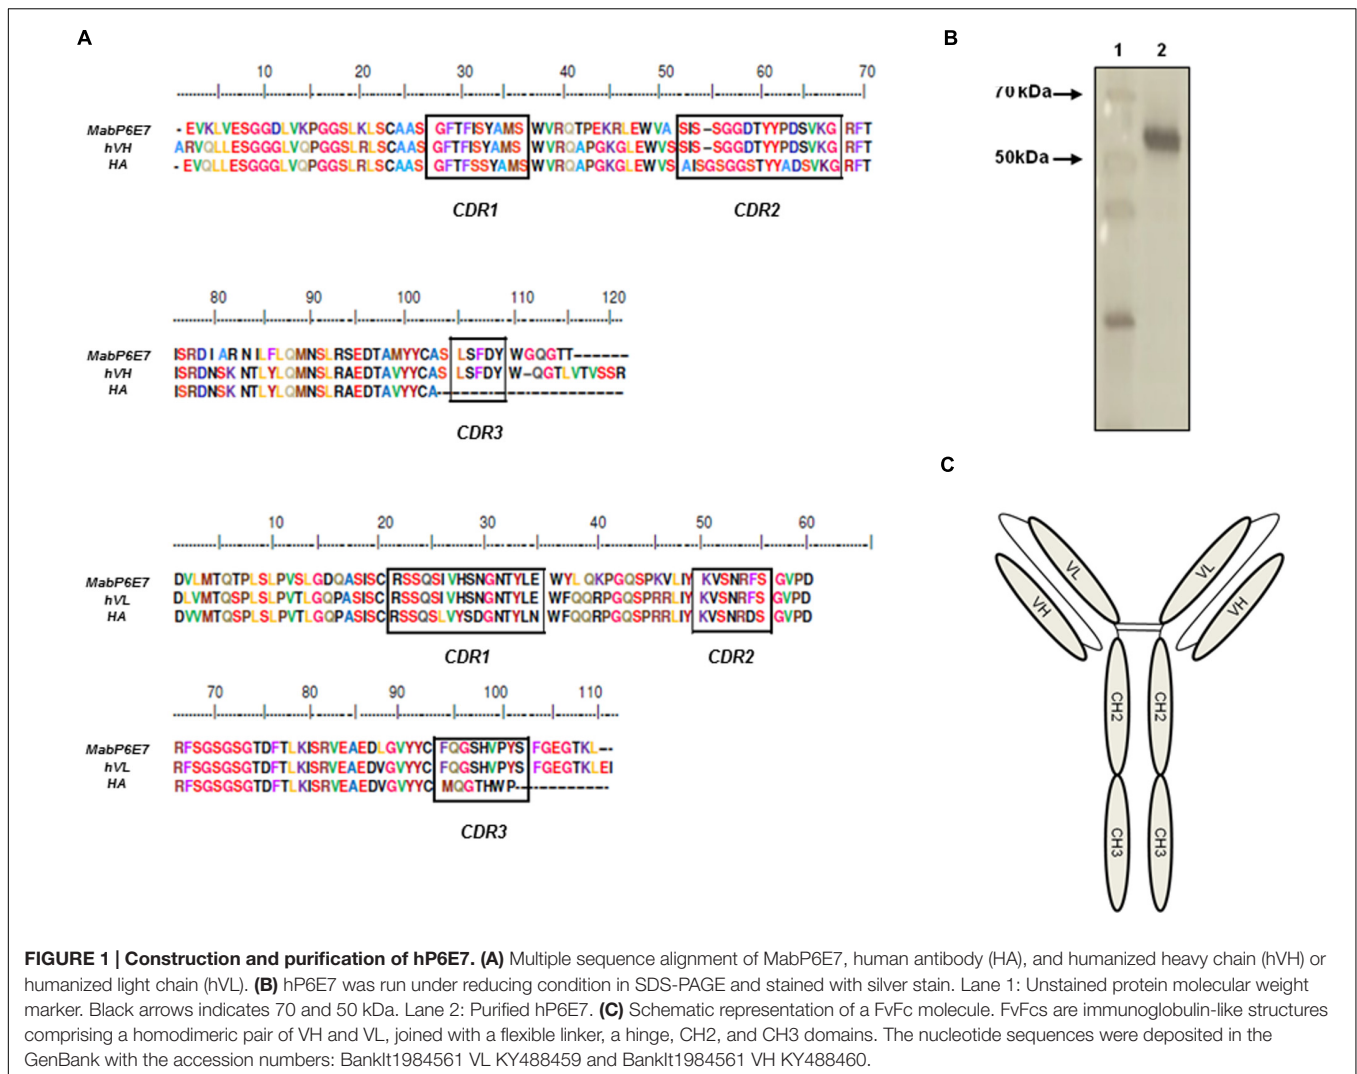 A
10 20 30 40 50 60 70
MabP6E7 -EVKLVESGGDLVKPGGSLKLSCAAS GFTFISYAMS WVRQTPEKRLEWVA SIS-SGGDTYYPDSVKG RFT
hVH ARVQLLESGGGLVQPGGSLRLSCAAS GFTFISYAMS WVRQAPGKGLEWVS SIS-SGGDTYYPDSVKG RFT
HA -EVQLLESGGGLVQPGGSLRLSCAAS GFTFSSYAMS WVRQAPGKGLEWVS AISGSGGSTYYADSVKG RFT
CDR1 CDR2
80 90 100 110 120
MabP6E7 ISRDIARNILFLQMNSLRSEDTAMYYCAS LSFDY WGQGTT------
hVH ISRDNSKNTLYLQMNSLRAEDTAVYYCAS LSFDY W-QGTLVTVSSR
HA ISRDNSKNTLYLQMNSLRAEDTAVYYCA--------------------
CDR3
10 20 30 40 50 60
MabP6E7 DVLMTQTPLSLPVSLGDQASISC RSSQSIVHSNGNTYLE WYLQKPGQSPKVLIY KVSNRFS GVPD
hVL DLVMTQSPLSLPVTLGQPASISC RSSQSIVHSNGNTYLE WFQQRPGQSPRRLIY KVSNRFS GVPD
HA DVVMTQSPLSLPVTLGQPASISC RSSQSLVYSDGNTYLN WFQQRPGQSPRRLIY KVSNRDS GVPD
CDR1 CDR2
70 80 90 100 110
MabP6E7 RFSGSGSGTDFTLKISRVEAEDLGVYYC FQGSHVPYS FGEGTKL--
hVL RFSGSGSGTDFTLKISRVEAEDVGVYYC FQGSHVPYS FGEGTKLEI
HA RFSGSGSGTDFTLKISRVEAEDVGVYYC MQGTHWP-------------
CDR3
B
1 2
70kDa
50kDa
C
VL VL
VH VH
CH2 CH2
CH3 CH3
FIGURE 1 | Construction and purification of hP6E7. (A) Multiple sequence alignment of MabP6E7, human antibody (HA), and humanized heavy chain (hVH) or
humanized light chain (hVL). (B) hP6E7 was run under reducing condition in SDS-PAGE and stained with silver stain. Lane 1: Unstained protein molecular weight
marker. Black arrows indicates 70 and 50 kDa. Lane 2: Purified hP6E7. (C) Schematic representation of a FvFc molecule. FvFcs are immunoglobulin-like structures
comprising a homodimeric pair of VH and VL, joined with a flexible linker, a hinge, CH2, and CH3 domains. The nucleotide sequences were deposited in the
GenBank with the accession numbers: BankIt1984561 VL KY488459 and BankIt1984561 VH KY488460.